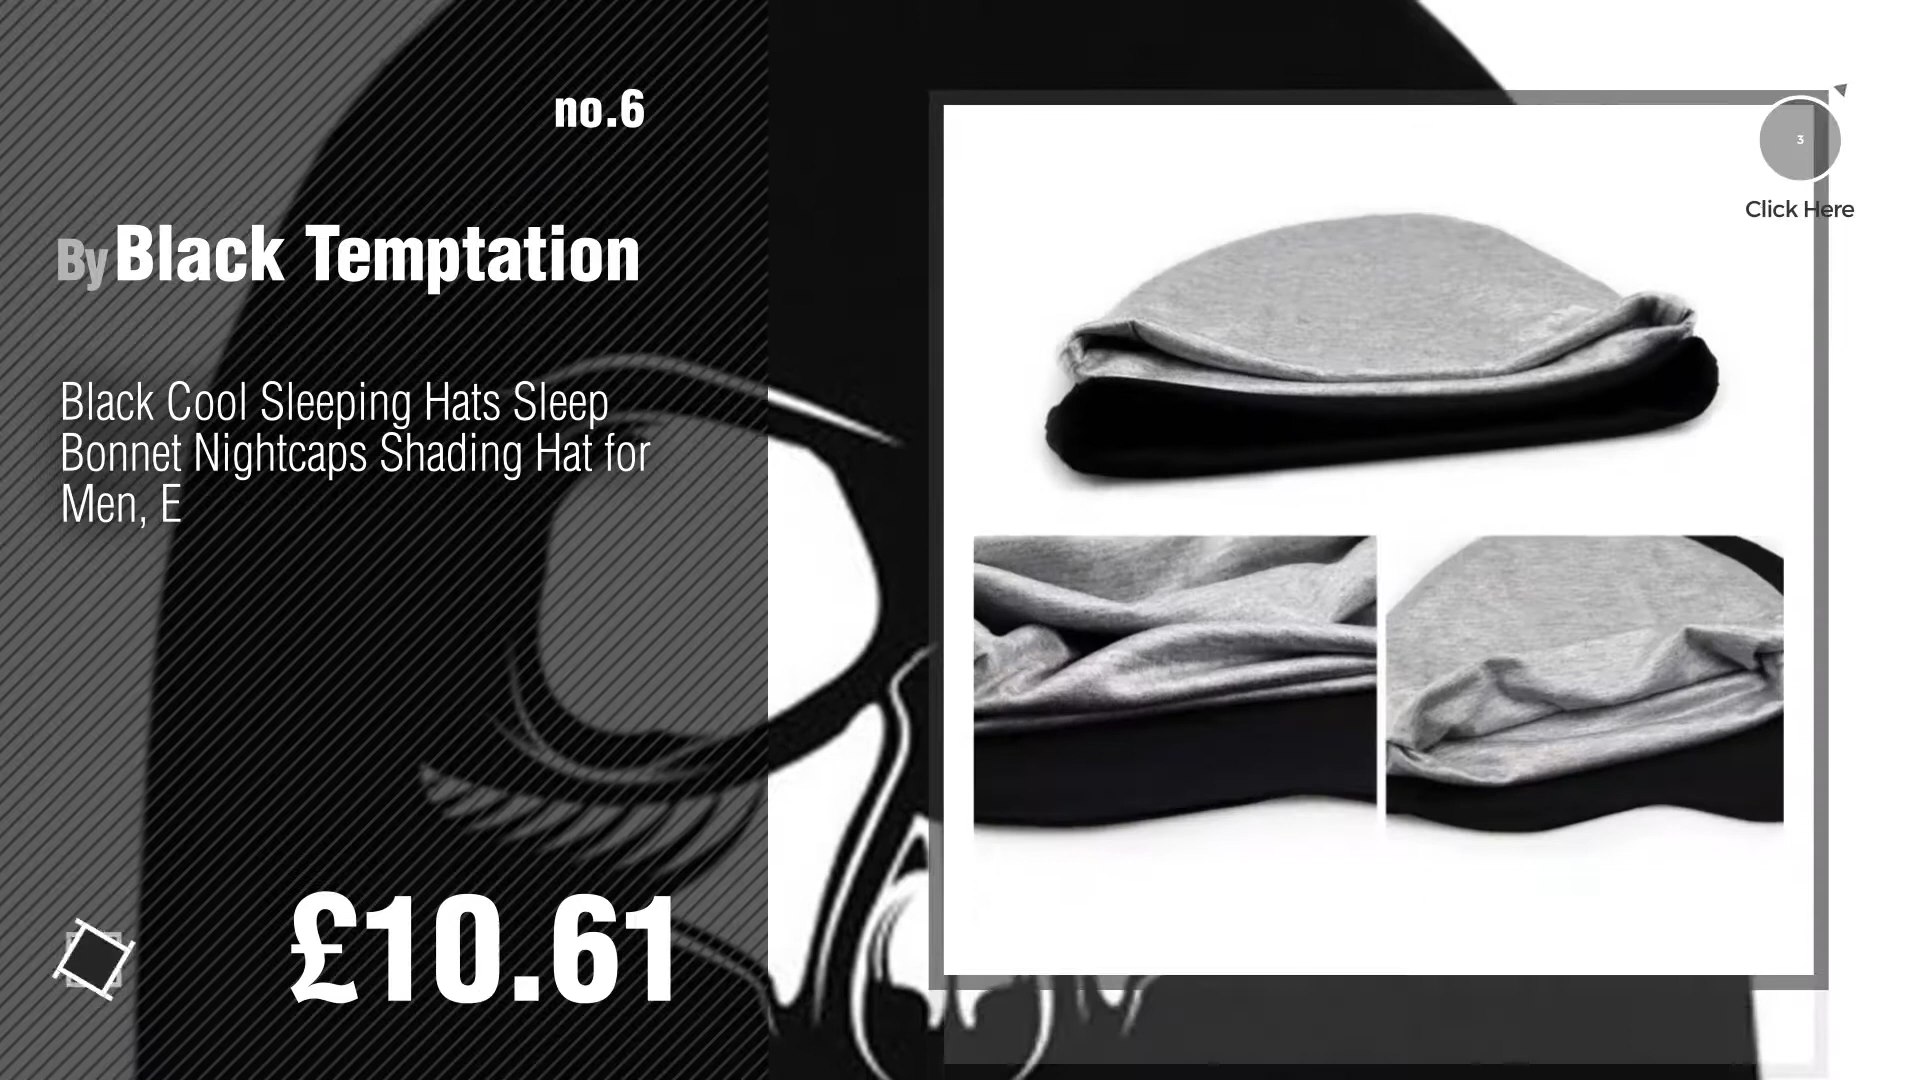 no.6
3
Click Here
By Black Temptation
Black Cool Sleeping Hats Sleep
Bonnet Nightcaps Shading Hat for
Men, E
£10.61